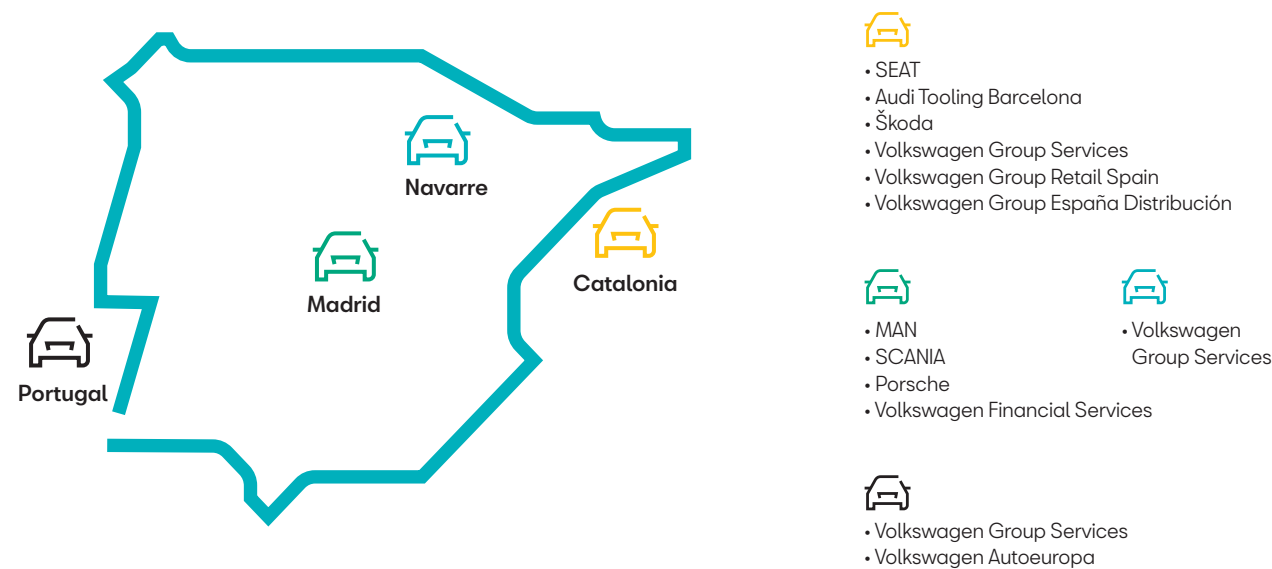 Navarre
Madrid
Catalonia
Portugal
• SEAT
• Audi Tooling Barcelona
• Škoda
• Volkswagen Group Services
• Volkswagen Group Retail Spain
• Volkswagen Group España Distribución
• MAN
• SCANIA
• Porsche
• Volkswagen Financial Services
• Volkswagen
Group Services
• Volkswagen Group Services
• Volkswagen Autoeuropa